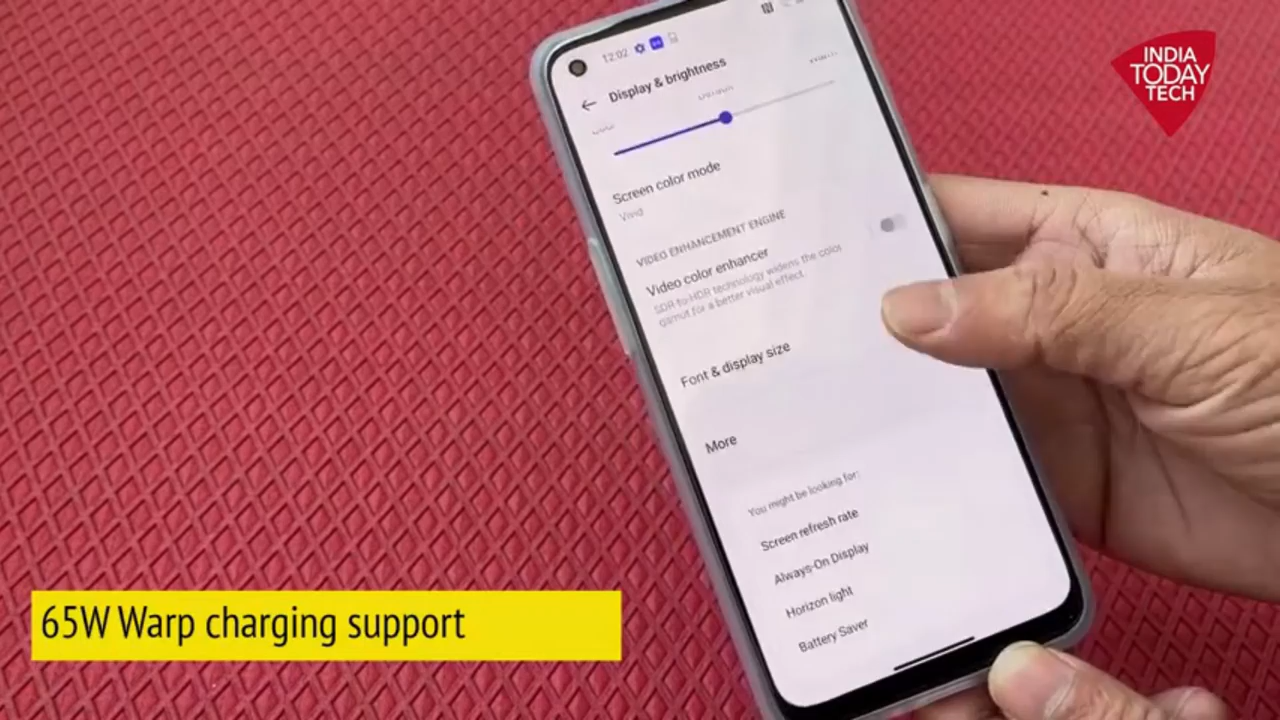 INDIA
TODAY
TECH
12:02
Display & brightness
Screen color mode
Vivid
VIDEO ENHANCEMENT ENGINE
Video color enhancer
SDR-to-HDR technology widens the color
gamut for a better visual effect.
Font & display size
More
You might be looking for:
Screen refresh rate
Always-On Display
Horizon light
Battery Saver
65W Warp charging support